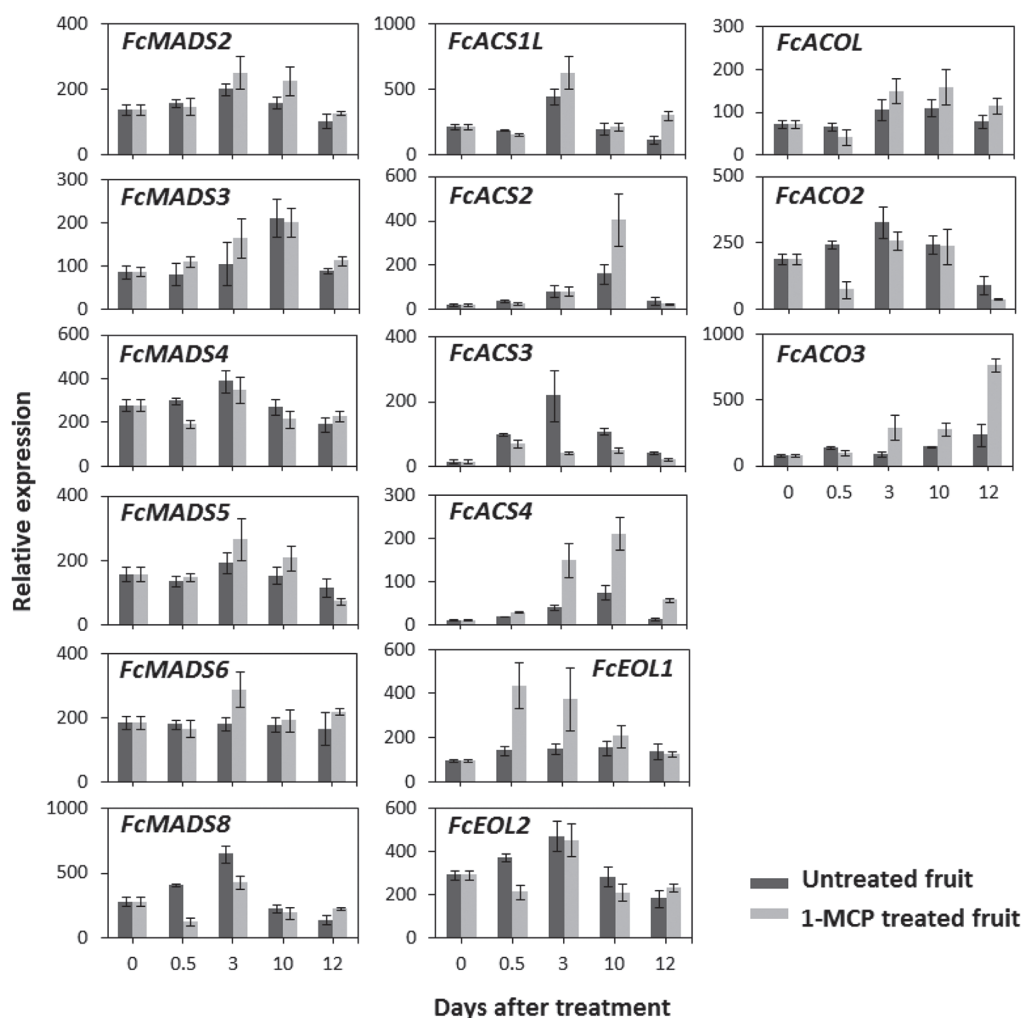 Relative expression
FcMADS2
400
200
0
FcMADS3
300
200
100
0
FcMADS4
600
400
200
0
FcMADS5
400
200
0
FcMADS6
400
200
0
FcMADS8
1000
500
0
0 0.5 3 10 12
FcACS1L
1000
500
0
FcACS2
600
400
200
0
FcACS3
400
200
0
FcACS4
300
200
100
0
FcEOL1
600
400
200
0
FcEOL2
600
400
200
0
0 0.5 3 10 12
FcACOL
300
200
100
0
FcACO2
500
250
0
FcACO3
1000
500
0
0 0.5 3 10 12
Untreated fruit
1-MCP treated fruit
Days after treatment